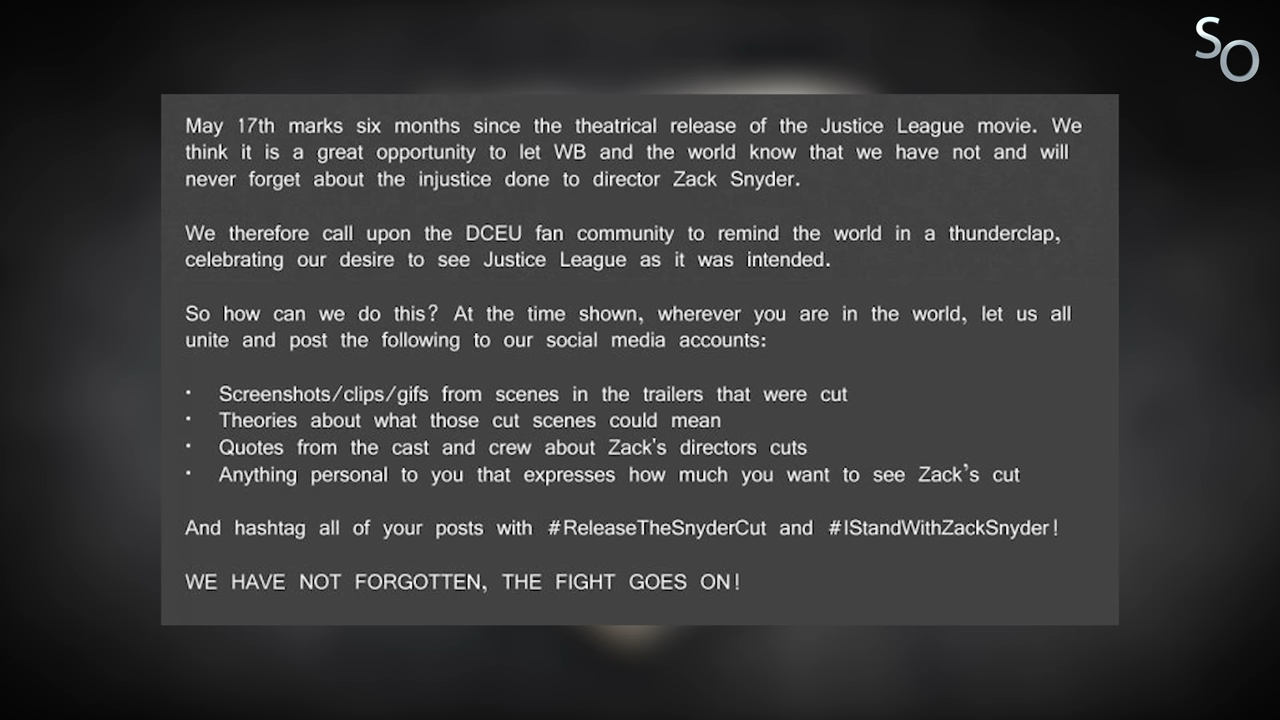 SO
May 17th marks six months since the theatrical release of the Justice League movie. We
think it is a great opportunity to let WB and the world know that we have not and will
never forget about the injustice done to director Zack Snyder.
We therefore call upon the DCEU fan community to remind the world in a thunderclap,
celebrating our desire to see Justice League as it was intended.
So how can we do this? At the time shown, wherever you are in the world, let us all
unite and post the following to our social media accounts:
· Screenshots/clips/gifs from scenes in the trailers that were cut
· Theories about what those cut scenes could mean
· Quotes from the cast and crew about Zack's directors cuts
· Anything personal to you that expresses how much you want to see Zack's cut
And hashtag all of your posts with #ReleaseTheSnyderCut and #IStandWithZackSnyder!
WE HAVE NOT FORGOTTEN, THE FIGHT GOES ON!